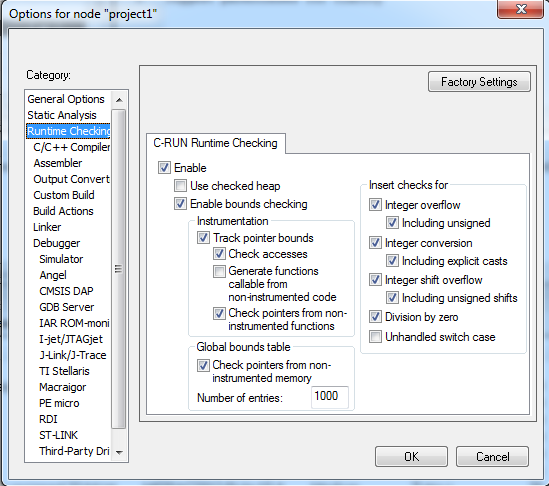 Options for node "project1"
Category:
Factory Settings
General Options
Static Analysis
Runtime Checking
C/C++ Compiler
Assembler
Output Convert
Custom Build
Build Actions
Linker
Debugger
Simulator
Angel
CMSIS DAP
GDB Server
IAR ROM-moni
I-jet/JTAGjet
J-Link/J-Trace
TI Stellaris
Macraigor
PE micro
RDI
ST-LINK
Third-Party Dri
C-RUN Runtime Checking
Enable
Use checked heap
Enable bounds checking
Instrumentation
Track pointer bounds
Check accesses
Generate functions
callable from
non-instrumented code
Check pointers from non-
instrumented functions
Global bounds table
Check pointers from non-
instrumented memory
Number of entries: 1000
Insert checks for
Integer overflow
Including unsigned
Integer conversion
Including explicit casts
Integer shift overflow
Including unsigned shifts
Division by zero
Unhandled switch case
OK
Cancel